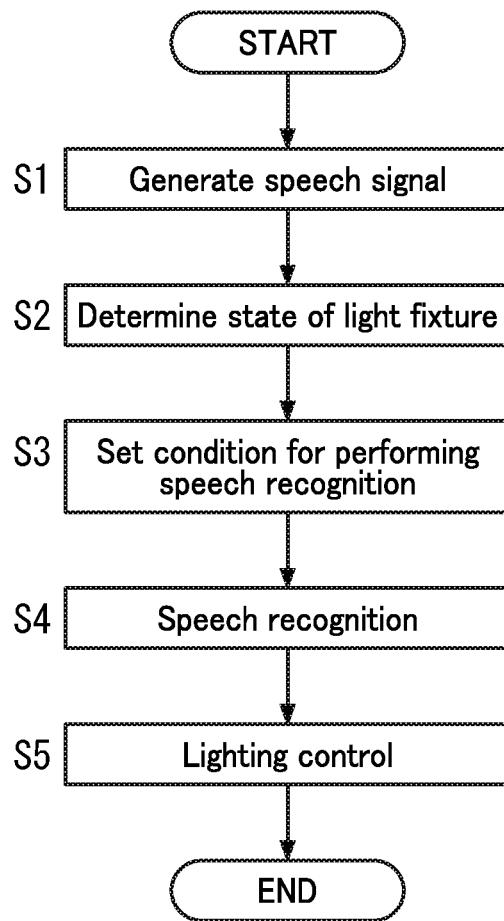 START
S1 Generate speech signal
S2 Determine state of light fixture
S3 Set condition for performing
speech recognition
S4 Speech recognition
S5 Lighting control
END